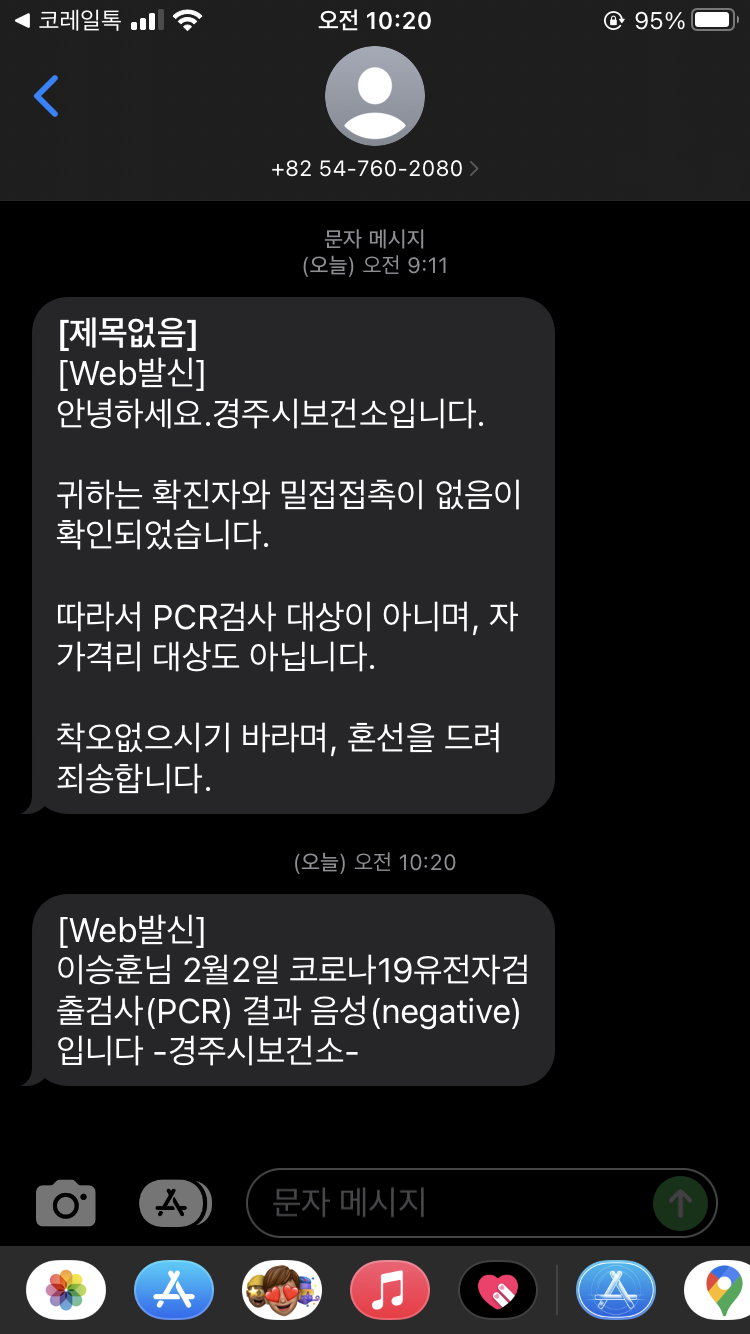 코레일톡
오전 10:20
95%
+82 54-760-2080
문자 메시지
(오늘) 오전 9:11
[제목없음]
[Web발신]
안녕하세요.경주시보건소입니다.
귀하는 확진자와 밀접접촉이 없음이
확인되었습니다.
따라서 PCR검사 대상이 아니며, 자
가격리 대상도 아닙니다.
착오없으시기 바라며, 혼선을 드려
죄송합니다.
(오늘) 오전 10:20
[Web발신]
이승훈님 2월2일 코로나19유전자검
출검사(PCR) 결과 음성(negative)
입니다 -경주시보건소-
문자 메시지